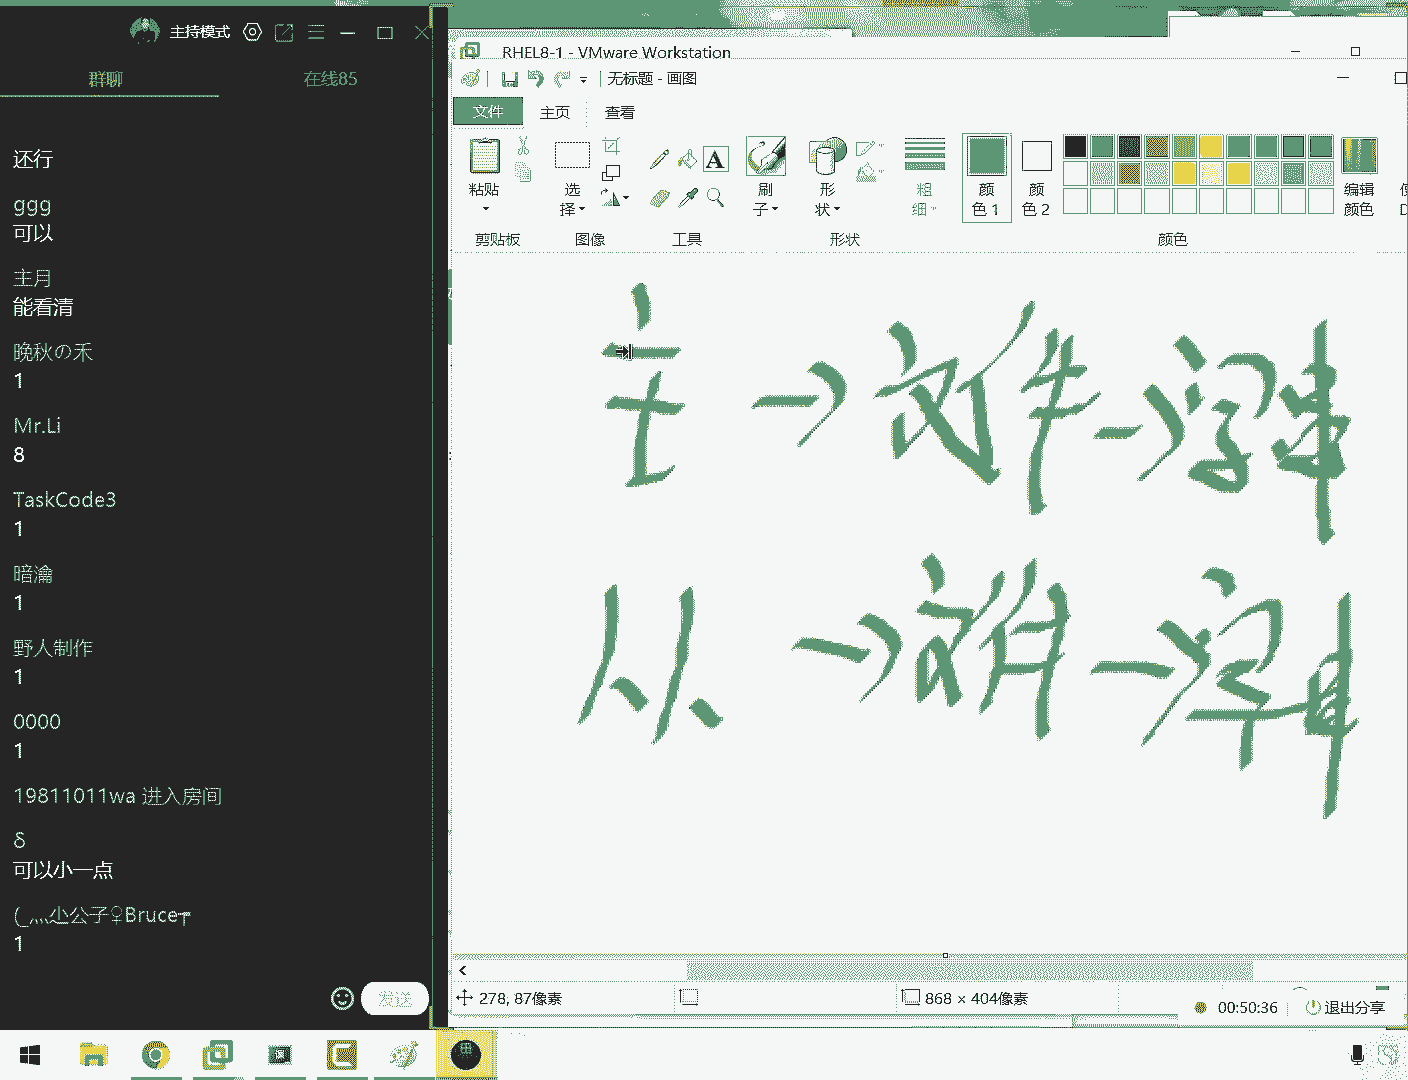 主持模式
群聊
在线85
还行
ggg
可以
主月
能看清
晚秋の禾
1
Mr.Li
8
TaskCode3
1
暗瀹
1
野人制作
1
0000
1
19811011wa 进入房间
δ
可以小一点
公子♀Bruce
1
发送
RHEL8-1 - VMware Workstation
无标题 - 画图
文件
主页
查看
粘贴
选择
刷子
形状
粗细
颜色 1
颜色 2
编辑颜色
剪贴板
图像
工具
形状
颜色
主 → 文件 → 字串
从 → 文件 → 字串
278, 87像素
868 × 404像素
00:50:36
退出分享